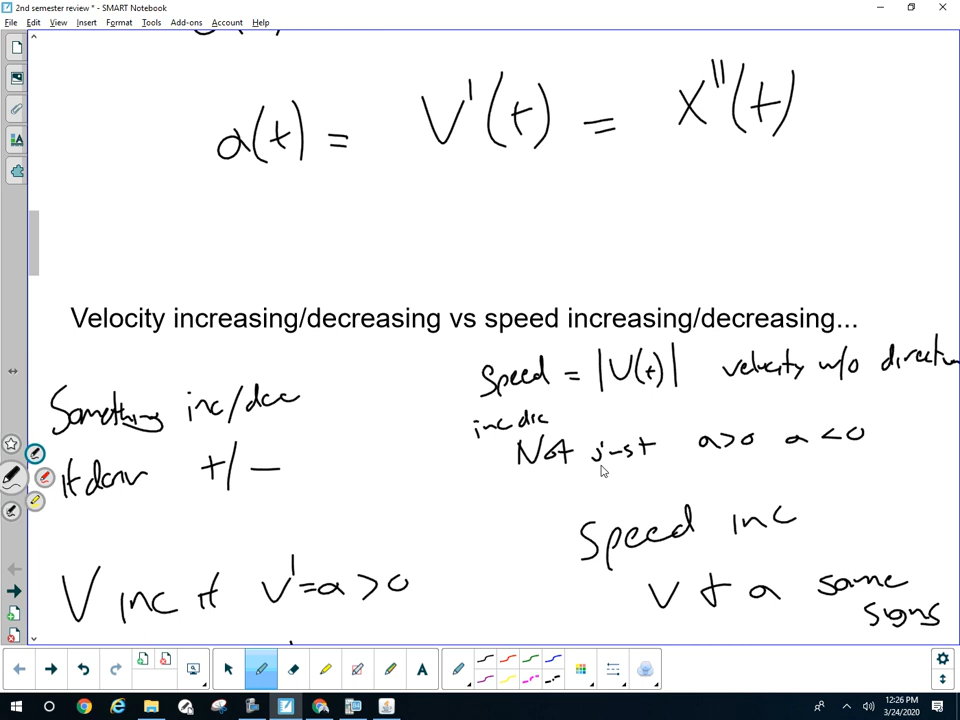 2nd semester review * - SMART Notebook
File Edit View Insert Format Tools Add-ons Account Help
a(t) = V'(t) = X''(t)
Velocity increasing/decreasing vs speed increasing/decreasing...
Speed = |V(t)| velocity w/o direction
Something inc/dec
inc dec
Not just a>0 a<0
If deriv +/-
Speed inc
V inc if V'=a>0
V + a same
signs
A
12:26 PM
3/24/2020